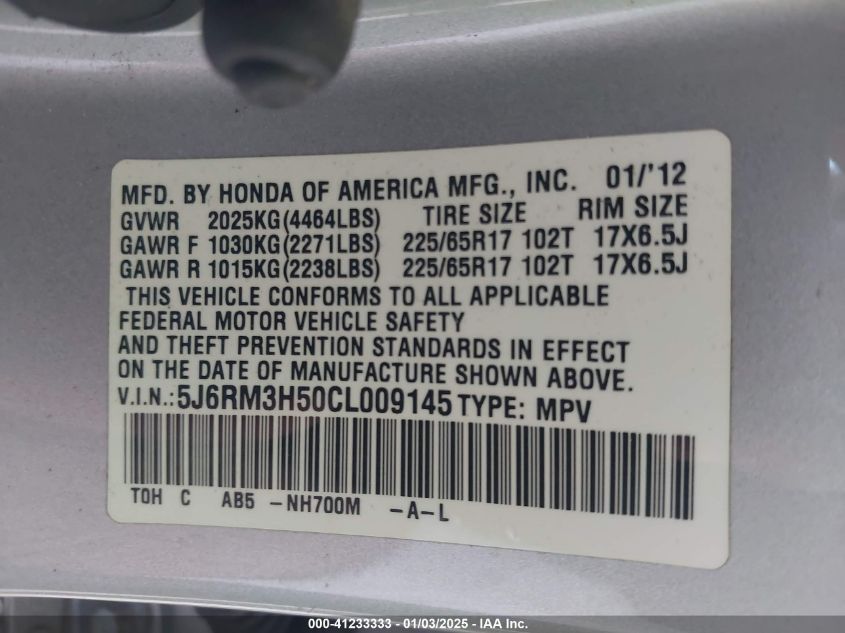 MFD. BY HONDA OF AMERICA MFG., INC. 01/'12
GVWR 2025KG(4464LBS) TIRE SIZE RIM SIZE
GAWR F 1030KG(2271LBS) 225/65R17 102T 17X6.5J
GAWR R 1015KG(2238LBS) 225/65R17 102T 17X6.5J
THIS VEHICLE CONFORMS TO ALL APPLICABLE
FEDERAL MOTOR VEHICLE SAFETY
AND THEFT PREVENTION STANDARDS IN EFFECT
ON THE DATE OF MANUFACTURE SHOWN ABOVE.
V.I.N.:5J6RM3H50CL009145 TYPE: MPV
TOH C AB5 -NH700M -A-L
000-41233333 - 01/03/2025 - IAA Inc.